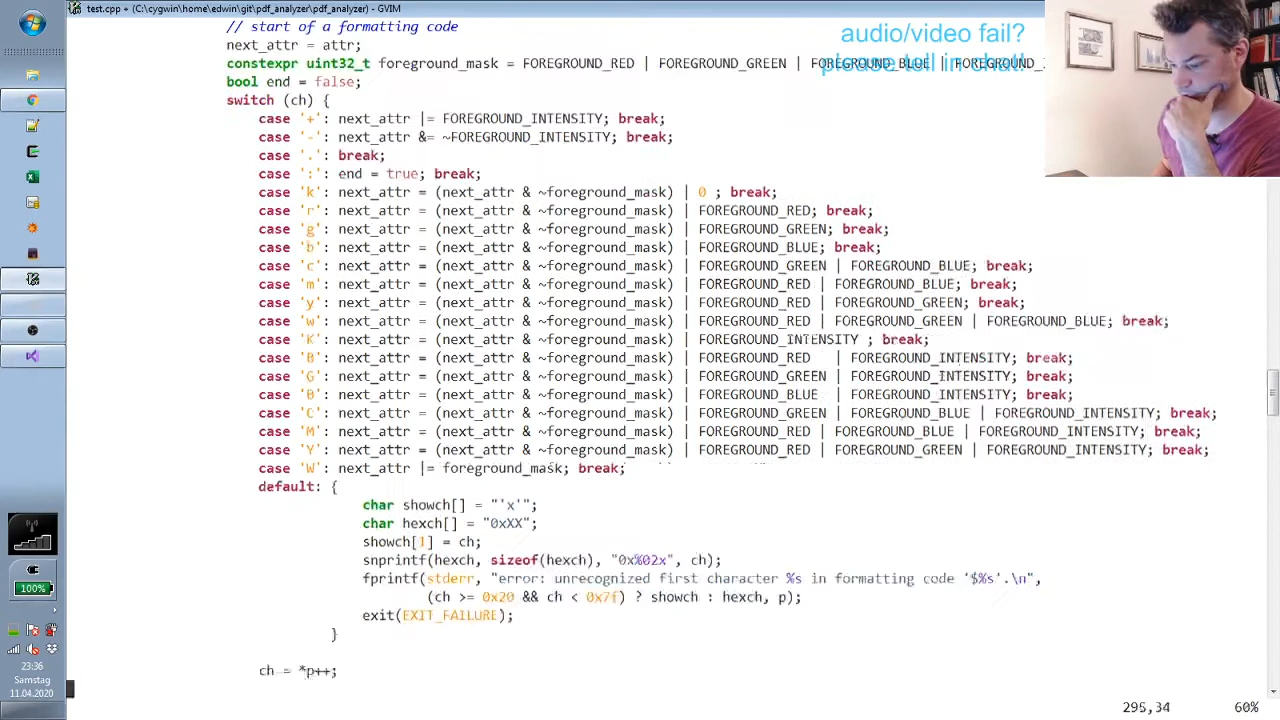 test.cpp + (C:\cygwin\home\edwin\git\pdf_analyzer\pdf_analyzer) - GVIM
// start of a formatting code
next_attr = attr;
constexpr uint32_t foreground_mask = FOREGROUND_RED | FOREGROUND_GREEN | FOREGROUND_BLUE | FOREGROUND_I
bool end = false;
switch (ch) {
case '+': next_attr |= FOREGROUND_INTENSITY; break;
case '-': next_attr &= ~FOREGROUND_INTENSITY; break;
case '.': break;
case ':': end = true; break;
case 'k': next_attr = (next_attr & ~foreground_mask) | 0 ; break;
case 'r': next_attr = (next_attr & ~foreground_mask) | FOREGROUND_RED; break;
case 'g': next_attr = (next_attr & ~foreground_mask) | FOREGROUND_GREEN; break;
case 'b': next_attr = (next_attr & ~foreground_mask) | FOREGROUND_BLUE; break;
case 'c': next_attr = (next_attr & ~foreground_mask) | FOREGROUND_GREEN | FOREGROUND_BLUE; break;
case 'm': next_attr = (next_attr & ~foreground_mask) | FOREGROUND_RED | FOREGROUND_BLUE; break;
case 'y': next_attr = (next_attr & ~foreground_mask) | FOREGROUND_RED | FOREGROUND_GREEN; break;
case 'w': next_attr = (next_attr & ~foreground_mask) | FOREGROUND_RED | FOREGROUND_GREEN | FOREGROUND_BLUE; break;
case 'K': next_attr = (next_attr & ~foreground_mask) | FOREGROUND_INTENSITY ; break;
case 'B': next_attr = (next_attr & ~foreground_mask) | FOREGROUND_RED | FOREGROUND_INTENSITY; break;
case 'G': next_attr = (next_attr & ~foreground_mask) | FOREGROUND_GREEN | FOREGROUND_INTENSITY; break;
case 'B': next_attr = (next_attr & ~foreground_mask) | FOREGROUND_BLUE | FOREGROUND_INTENSITY; break;
case 'C': next_attr = (next_attr & ~foreground_mask) | FOREGROUND_GREEN | FOREGROUND_BLUE | FOREGROUND_INTENSITY; break;
case 'M': next_attr = (next_attr & ~foreground_mask) | FOREGROUND_RED | FOREGROUND_BLUE | FOREGROUND_INTENSITY; break;
case 'Y': next_attr = (next_attr & ~foreground_mask) | FOREGROUND_RED | FOREGROUND_GREEN | FOREGROUND_INTENSITY; break;
case 'W': next_attr |= foreground_mask; break;
default: {
char showch[] = "'x'";
char hexch[] = "0xXX";
showch[1] = ch;
snprintf(hexch, sizeof(hexch), "0x%02x", ch);
fprintf(stderr, "error: unrecognized first character %s in formatting code '$%s'.\n",
(ch >= 0x20 && ch < 0x7f) ? showch : hexch, p);
exit(EXIT_FAILURE);
}
ch = *p++;
295,34 60%
audio/video fail?
please tell in chat!
100%
23:36
Samstag
11.04.2020